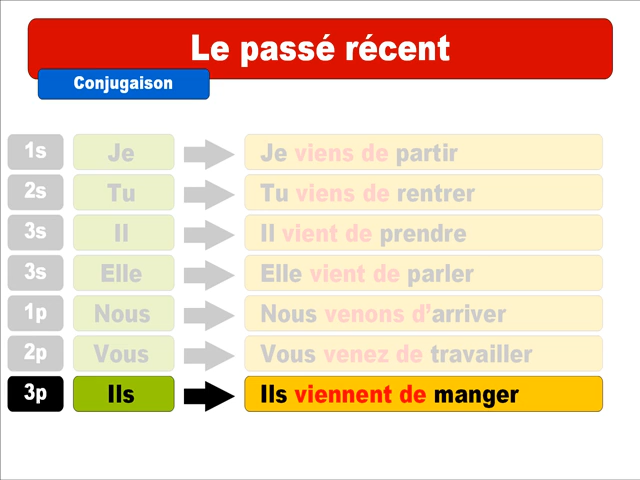 Le passé récent
Conjugaison
1s Je Je viens de partir
2s Tu Tu viens de rentrer
3s Il Il vient de prendre
3s Elle Elle vient de parler
1p Nous Nous venons d'arriver
2p Vous Vous venez de travailler
3p Ils Ils viennent de manger